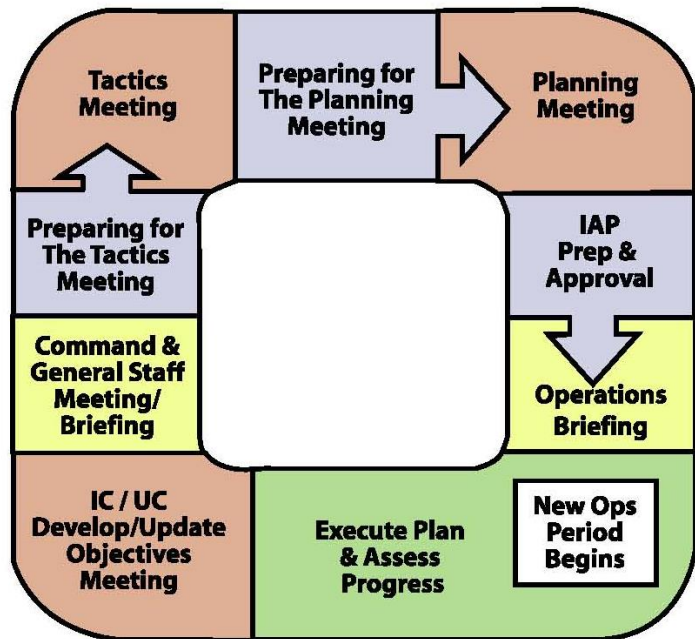 Tactics
Meeting
Preparing for
The Planning
Meeting
Planning
Meeting
Preparing for
The Tactics
Meeting
IAP
Prep &
Approval
Command &
General Staff
Meeting/
Briefing
Operations
Briefing
IC / UC
Develop/Update
Objectives
Meeting
Execute Plan
& Assess
Progress
New Ops
Period
Begins